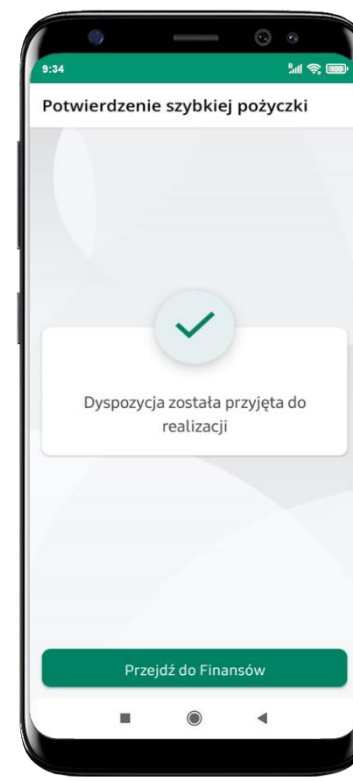 9:34
Potwierdzenie szybkiej pożyczki
Dyspozycja została przyjęta do
realizacji
Przejdź do Finansów